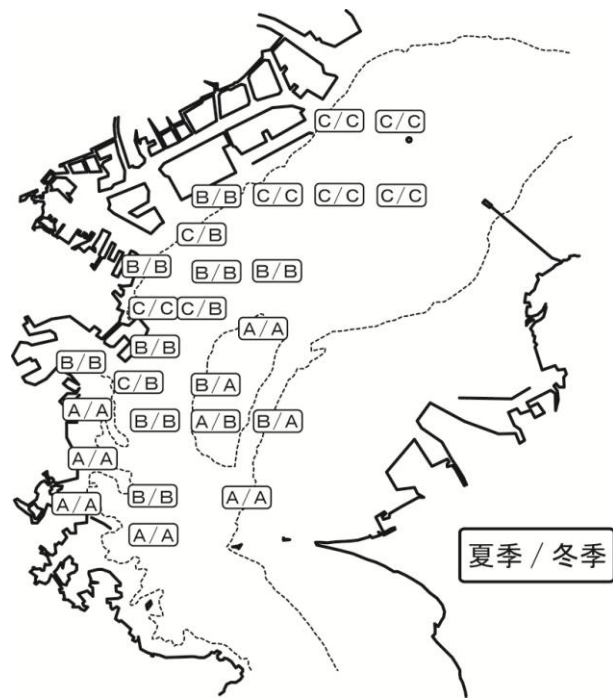 C/C C/C
B/B C/C C/C C/C
C/B
B/B B/B B/B
C/C C/B
A/A
B/B
B/B
C/B B/A
A/A
B/B A/B B/A
A/A
A/A B/B A/A
A/A
夏季/冬季